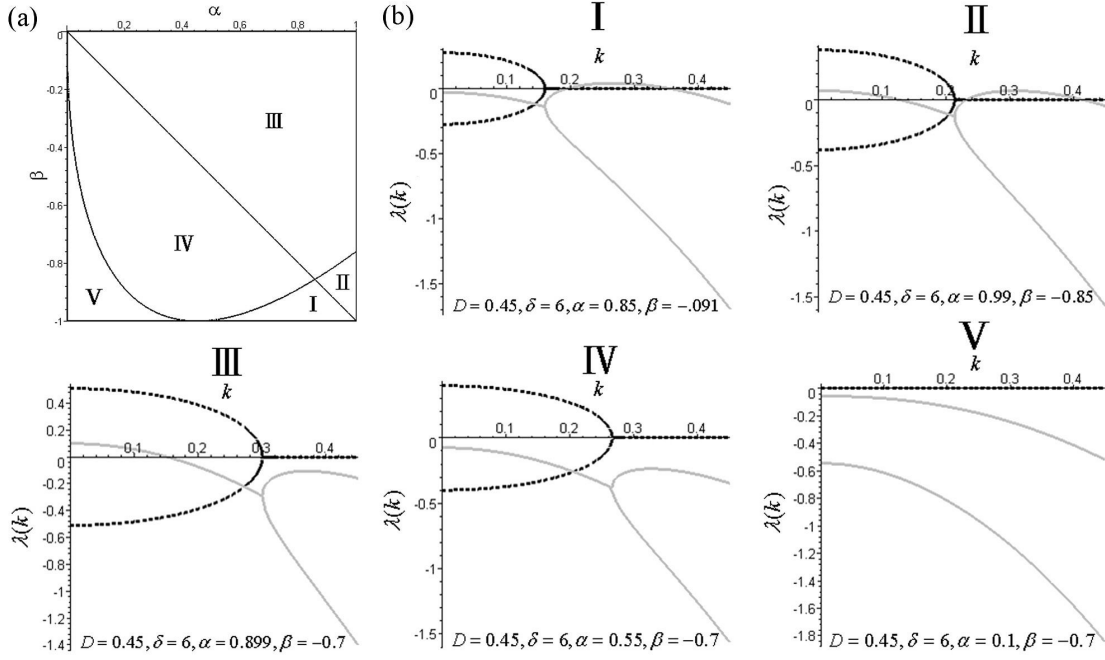 (a)
α
0,2 0,4 0,6 0,8 1
0
-0.2
-0.4
β
-0.6
-0.8
-1
III
IV
V
I
II
(b)
I
k
0,1 0,2 0,3 0,4
0
-0.5
-1
-1.5
λ(k)
D = 0.45, δ = 6, α = 0.85, β = −.091
II
k
0,1 0,2 0,3 0,4
0
-0.5
-1
-1.5
λ(k)
D = 0.45, δ = 6, α = 0.99, β = −0.85
III
k
0.4
0.2
0,1 0,2 0,3 0,4
0
-0.2
-0.4
-0.6
-0.8
-1
-1.2
-1.4
λ(k)
D = 0.45, δ = 6, α = 0.899, β = −0.7
IV
k
0,1 0,2 0,3 0,4
0
-0.5
-1
-1.5
λ(k)
D = 0.45, δ = 6, α = 0.55, β = −0.7
V
k
0,1 0,2 0,3 0,4
0
-0.2
-0.4
-0.6
-0.8
-1
-1.2
-1.4
-1.6
-1.8
λ(k)
D = 0.45, δ = 6, α = 0.1, β = −0.7